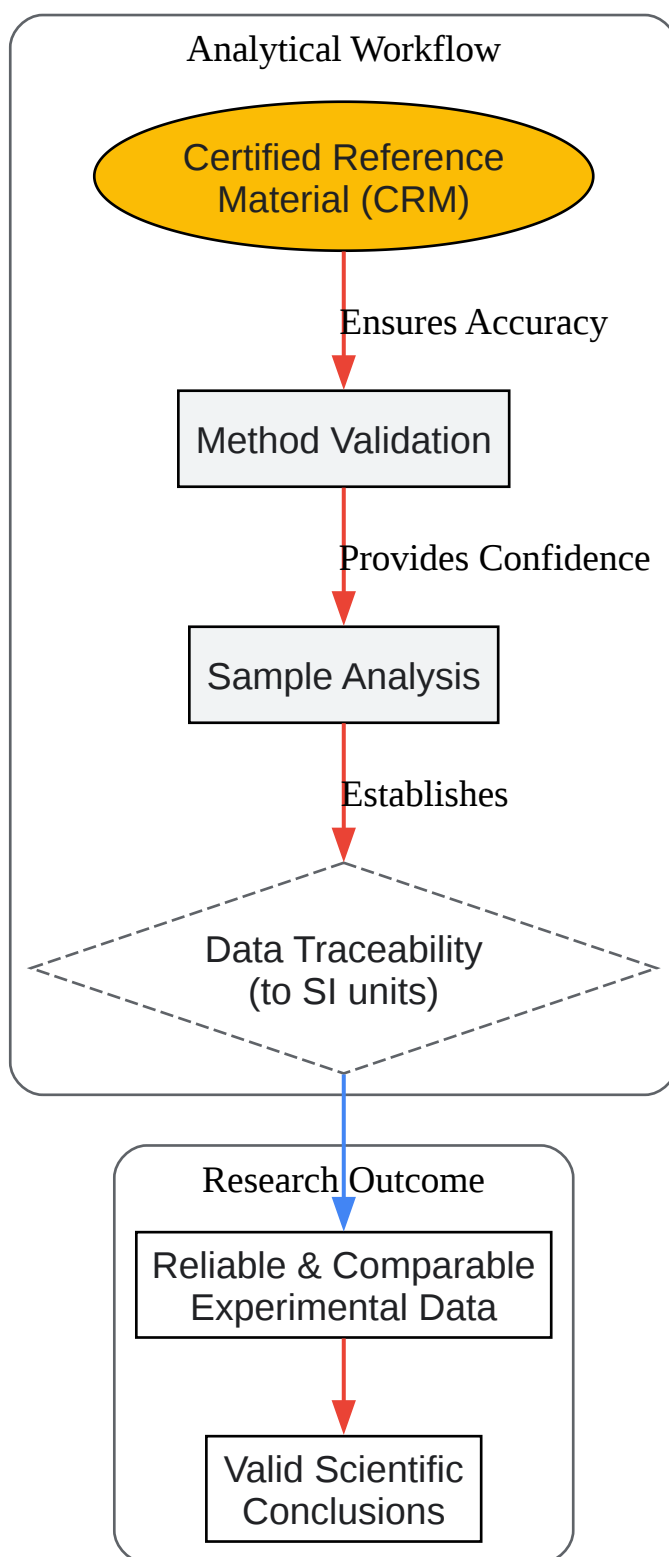 Analytical Workflow
Certified Reference
Material (CRM)
Ensures Accuracy
Method Validation
Provides Confidence
Sample Analysis
Establishes
Data Traceability
(to SI units)
Research Outcome
Reliable & Comparable
Experimental Data
Valid Scientific
Conclusions